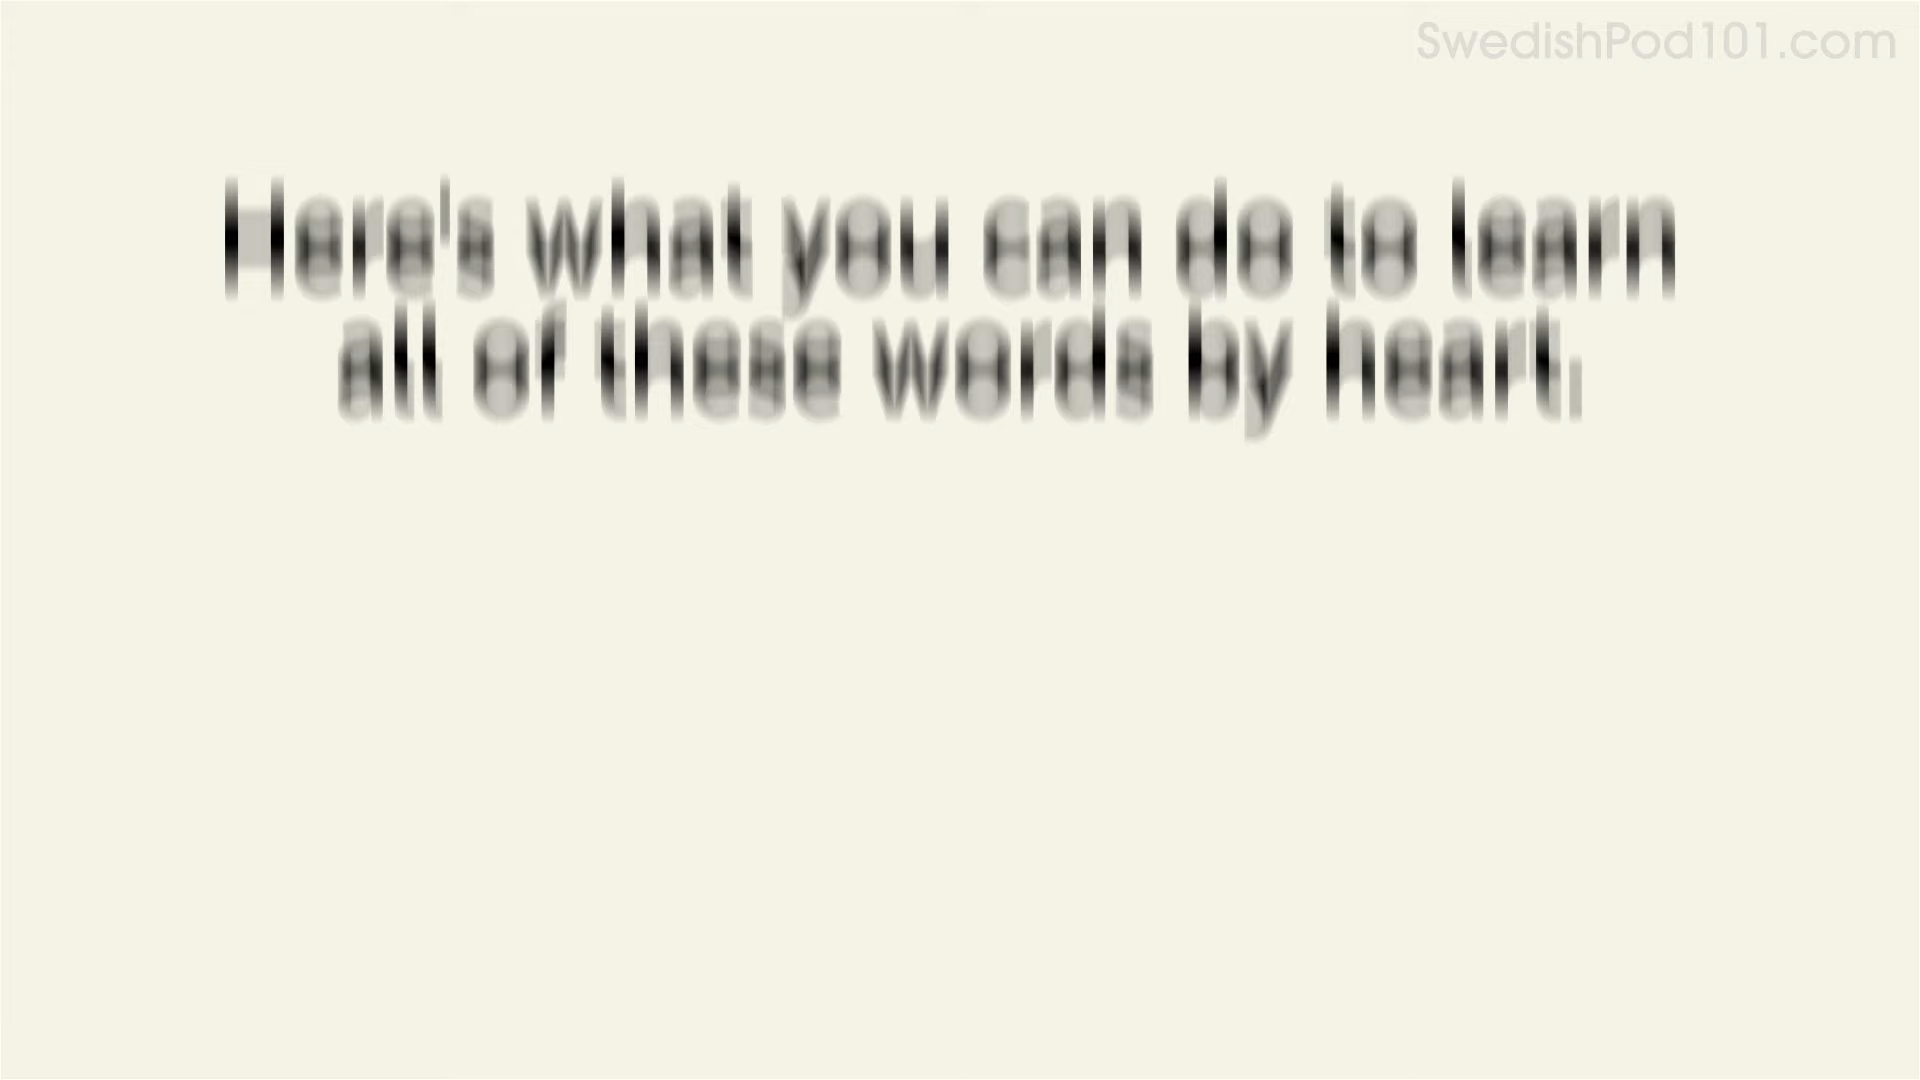 SwedishPod101.com
Here's what you can do to learn
all of these words by heart.